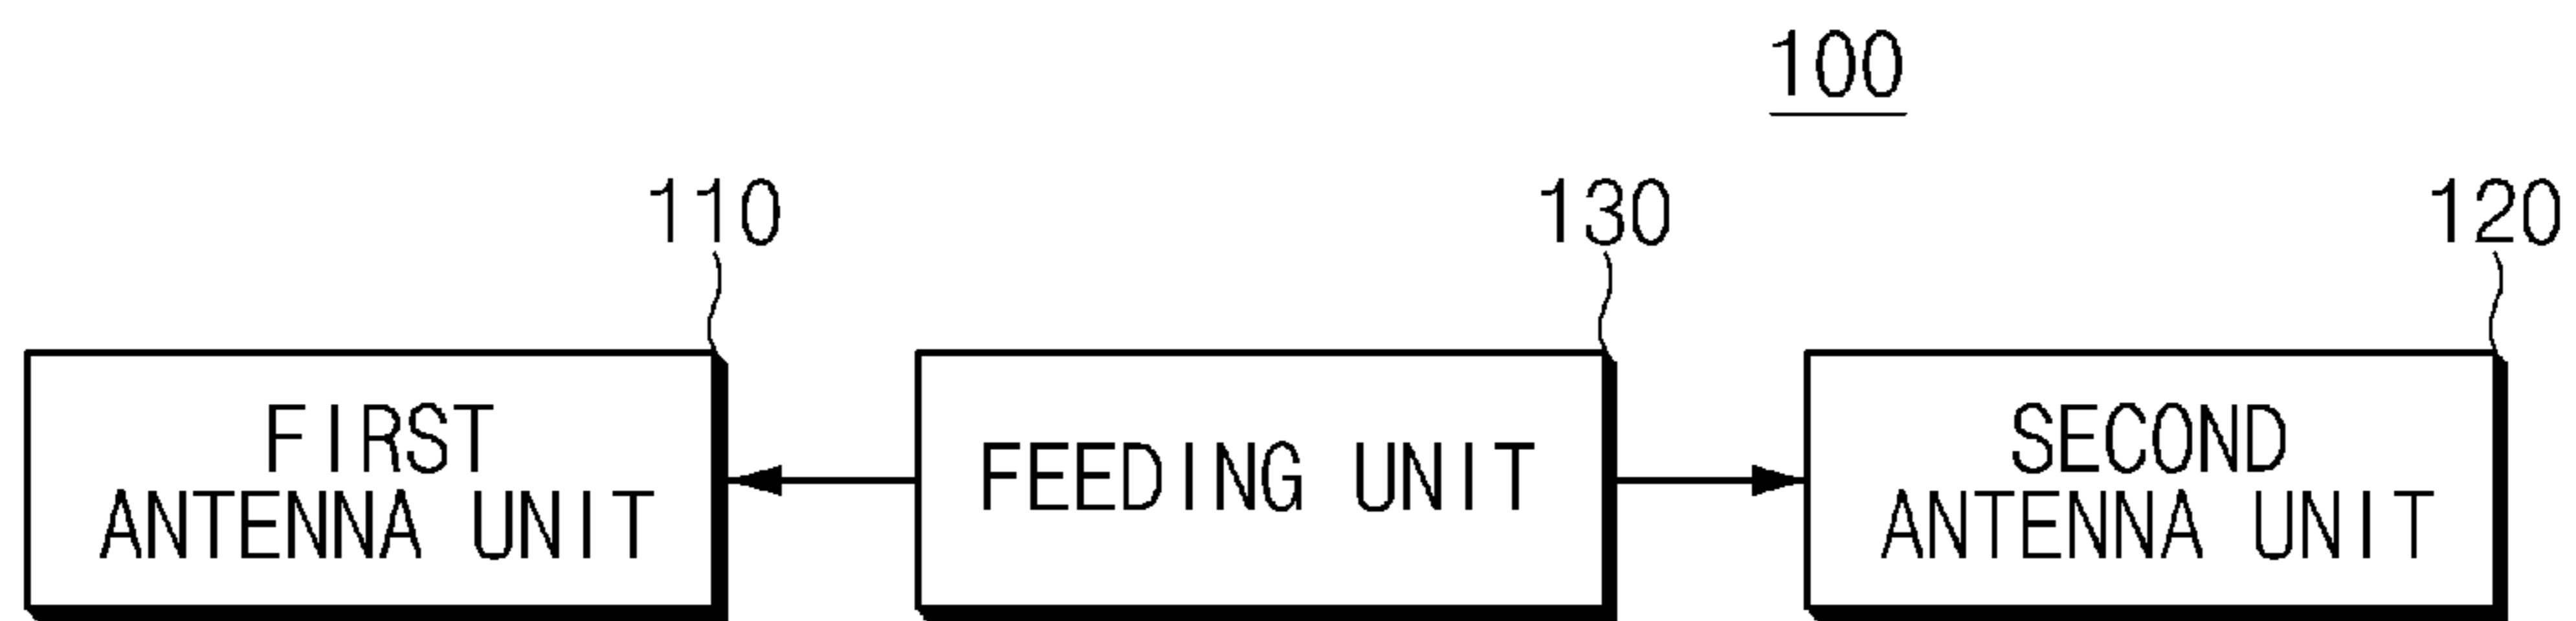 100
110
130
120
FIRST
ANTENNA UNIT
FEEDING UNIT
SECOND
ANTENNA UNIT